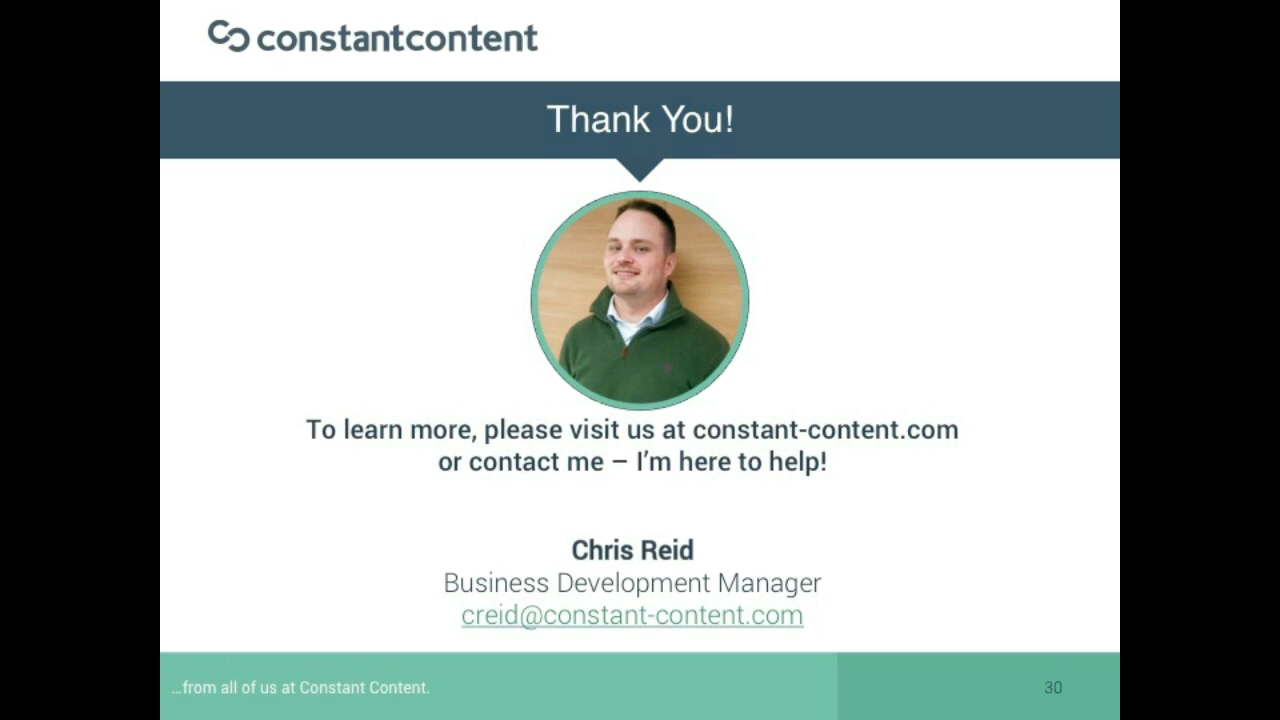 constantcontent
Thank You!
To learn more, please visit us at constant-content.com
or contact me – I'm here to help!
Chris Reid
Business Development Manager
creid@constant-content.com
...from all of us at Constant Content.
30